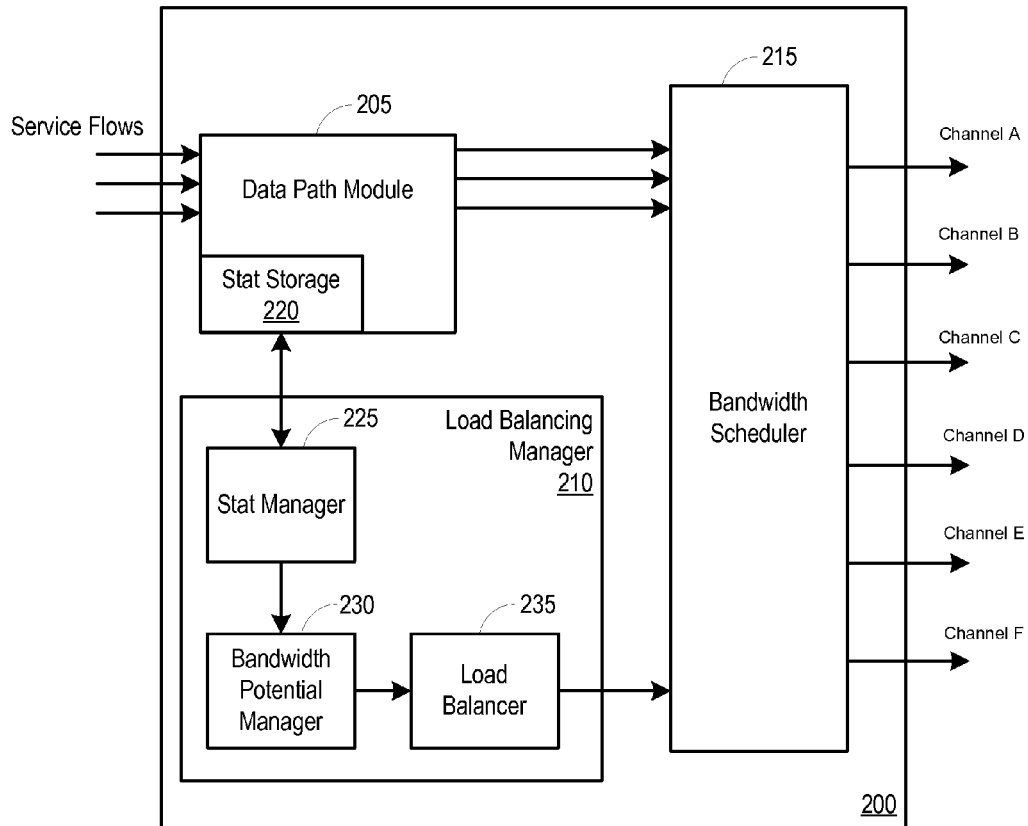 215
205
Service Flows
Channel A
Data Path Module
Channel B
Stat Storage
220
Channel C
225
Load Balancing
Manager
210
Bandwidth
Scheduler
Channel D
Stat Manager
Channel E
230
235
Channel F
Bandwidth
Potential
Manager
Load
Balancer
200